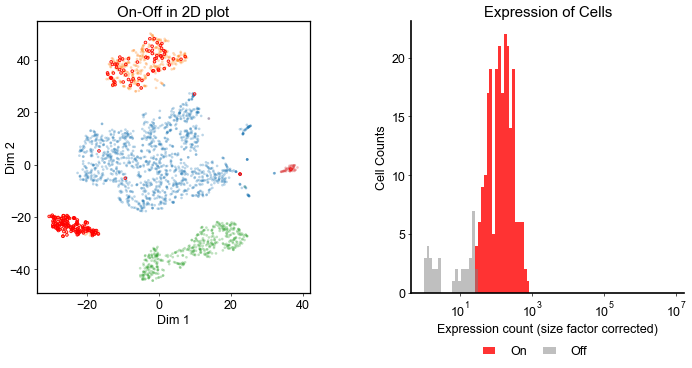 On-Off in 2D plot
Expression of Cells
40
20
0
−20
−40
Dim 2
−20 0 20 40
Dim 1
20
15
10
5
0
Cell Counts
10^1 10^3 10^5 10^7
Expression count (size factor corrected)
On Off